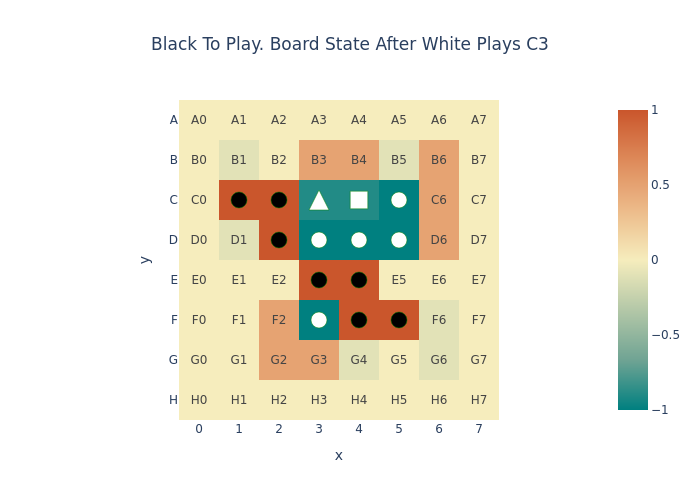 Black To Play. Board State After White Plays C3
A A0 A1 A2 A3 A4 A5 A6 A7
B B0 B1 B2 B3 B4 B5 B6 B7
C C0 C6 C7
D D0 D1 D6 D7
E E0 E1 E2 E5 E6 E7
F F0 F1 F2 F6 F7
G G0 G1 G2 G3 G4 G5 G6 G7
H H0 H1 H2 H3 H4 H5 H6 H7
0 1 2 3 4 5 6 7
x
y
1
0.5
0
−0.5
−1